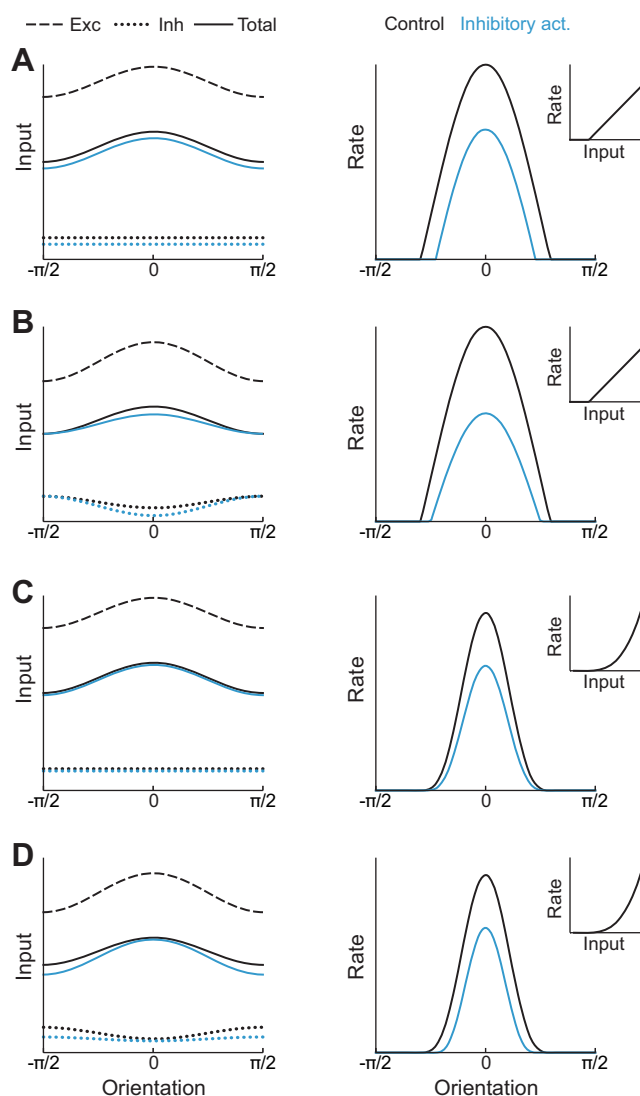 Exc Inh Total Control Inhibitory act.
A
Input
-π/2 0 π/2
Rate
-π/2 0 π/2
Rate
Input
B
Input
-π/2 0 π/2
Rate
-π/2 0 π/2
Rate
Input
C
Input
-π/2 0 π/2
Rate
-π/2 0 π/2
Rate
Input
D
Input
-π/2 0 π/2
Orientation
Rate
-π/2 0 π/2
Orientation
Rate
Input